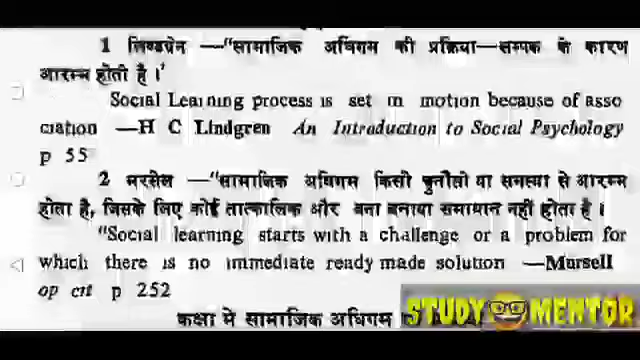 1 लिण्डग्रेन —“सामाजिक अधिगम की प्रक्रिया—सम्पक के कारण
आरम्भ होती है ।’
Social Learning process is set in motion because of asso
ciation —H C Lindgren An Introduction to Social Psychology
p 55
2 मरसेल —“सामाजिक अधिगम किसी चुनौती या समस्या से आरम्भ
होता है, जिसके लिए कोई तात्कालिक और बना बनाया समाधान नहीं होता है ।
“Social learning starts with a challenge or a problem for
which there is no immediate ready made solution —Mursell
op cit p 252
कक्षा मे सामाजिक अधिगम
STUDY MENTOR